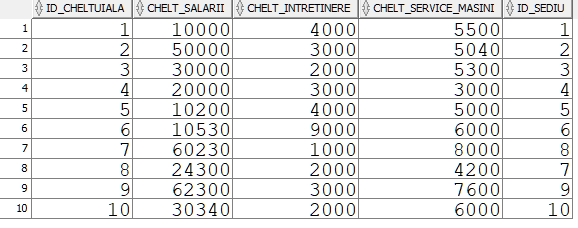 ID_CHELTUIALA CHELT_SALARII CHELT_INTRETINERE CHELT_SERVICE_MASINI ID_SEDIU
1 1 10000 4000 5500 1
2 2 50000 3000 5040 2
3 3 30000 2000 5300 3
4 4 20000 3000 3000 4
5 5 10200 4000 5000 5
6 6 10530 9000 6000 6
7 7 60230 1000 8000 8
8 8 24300 2000 4200 7
9 9 62300 3000 7600 9
10 10 30340 2000 6000 10